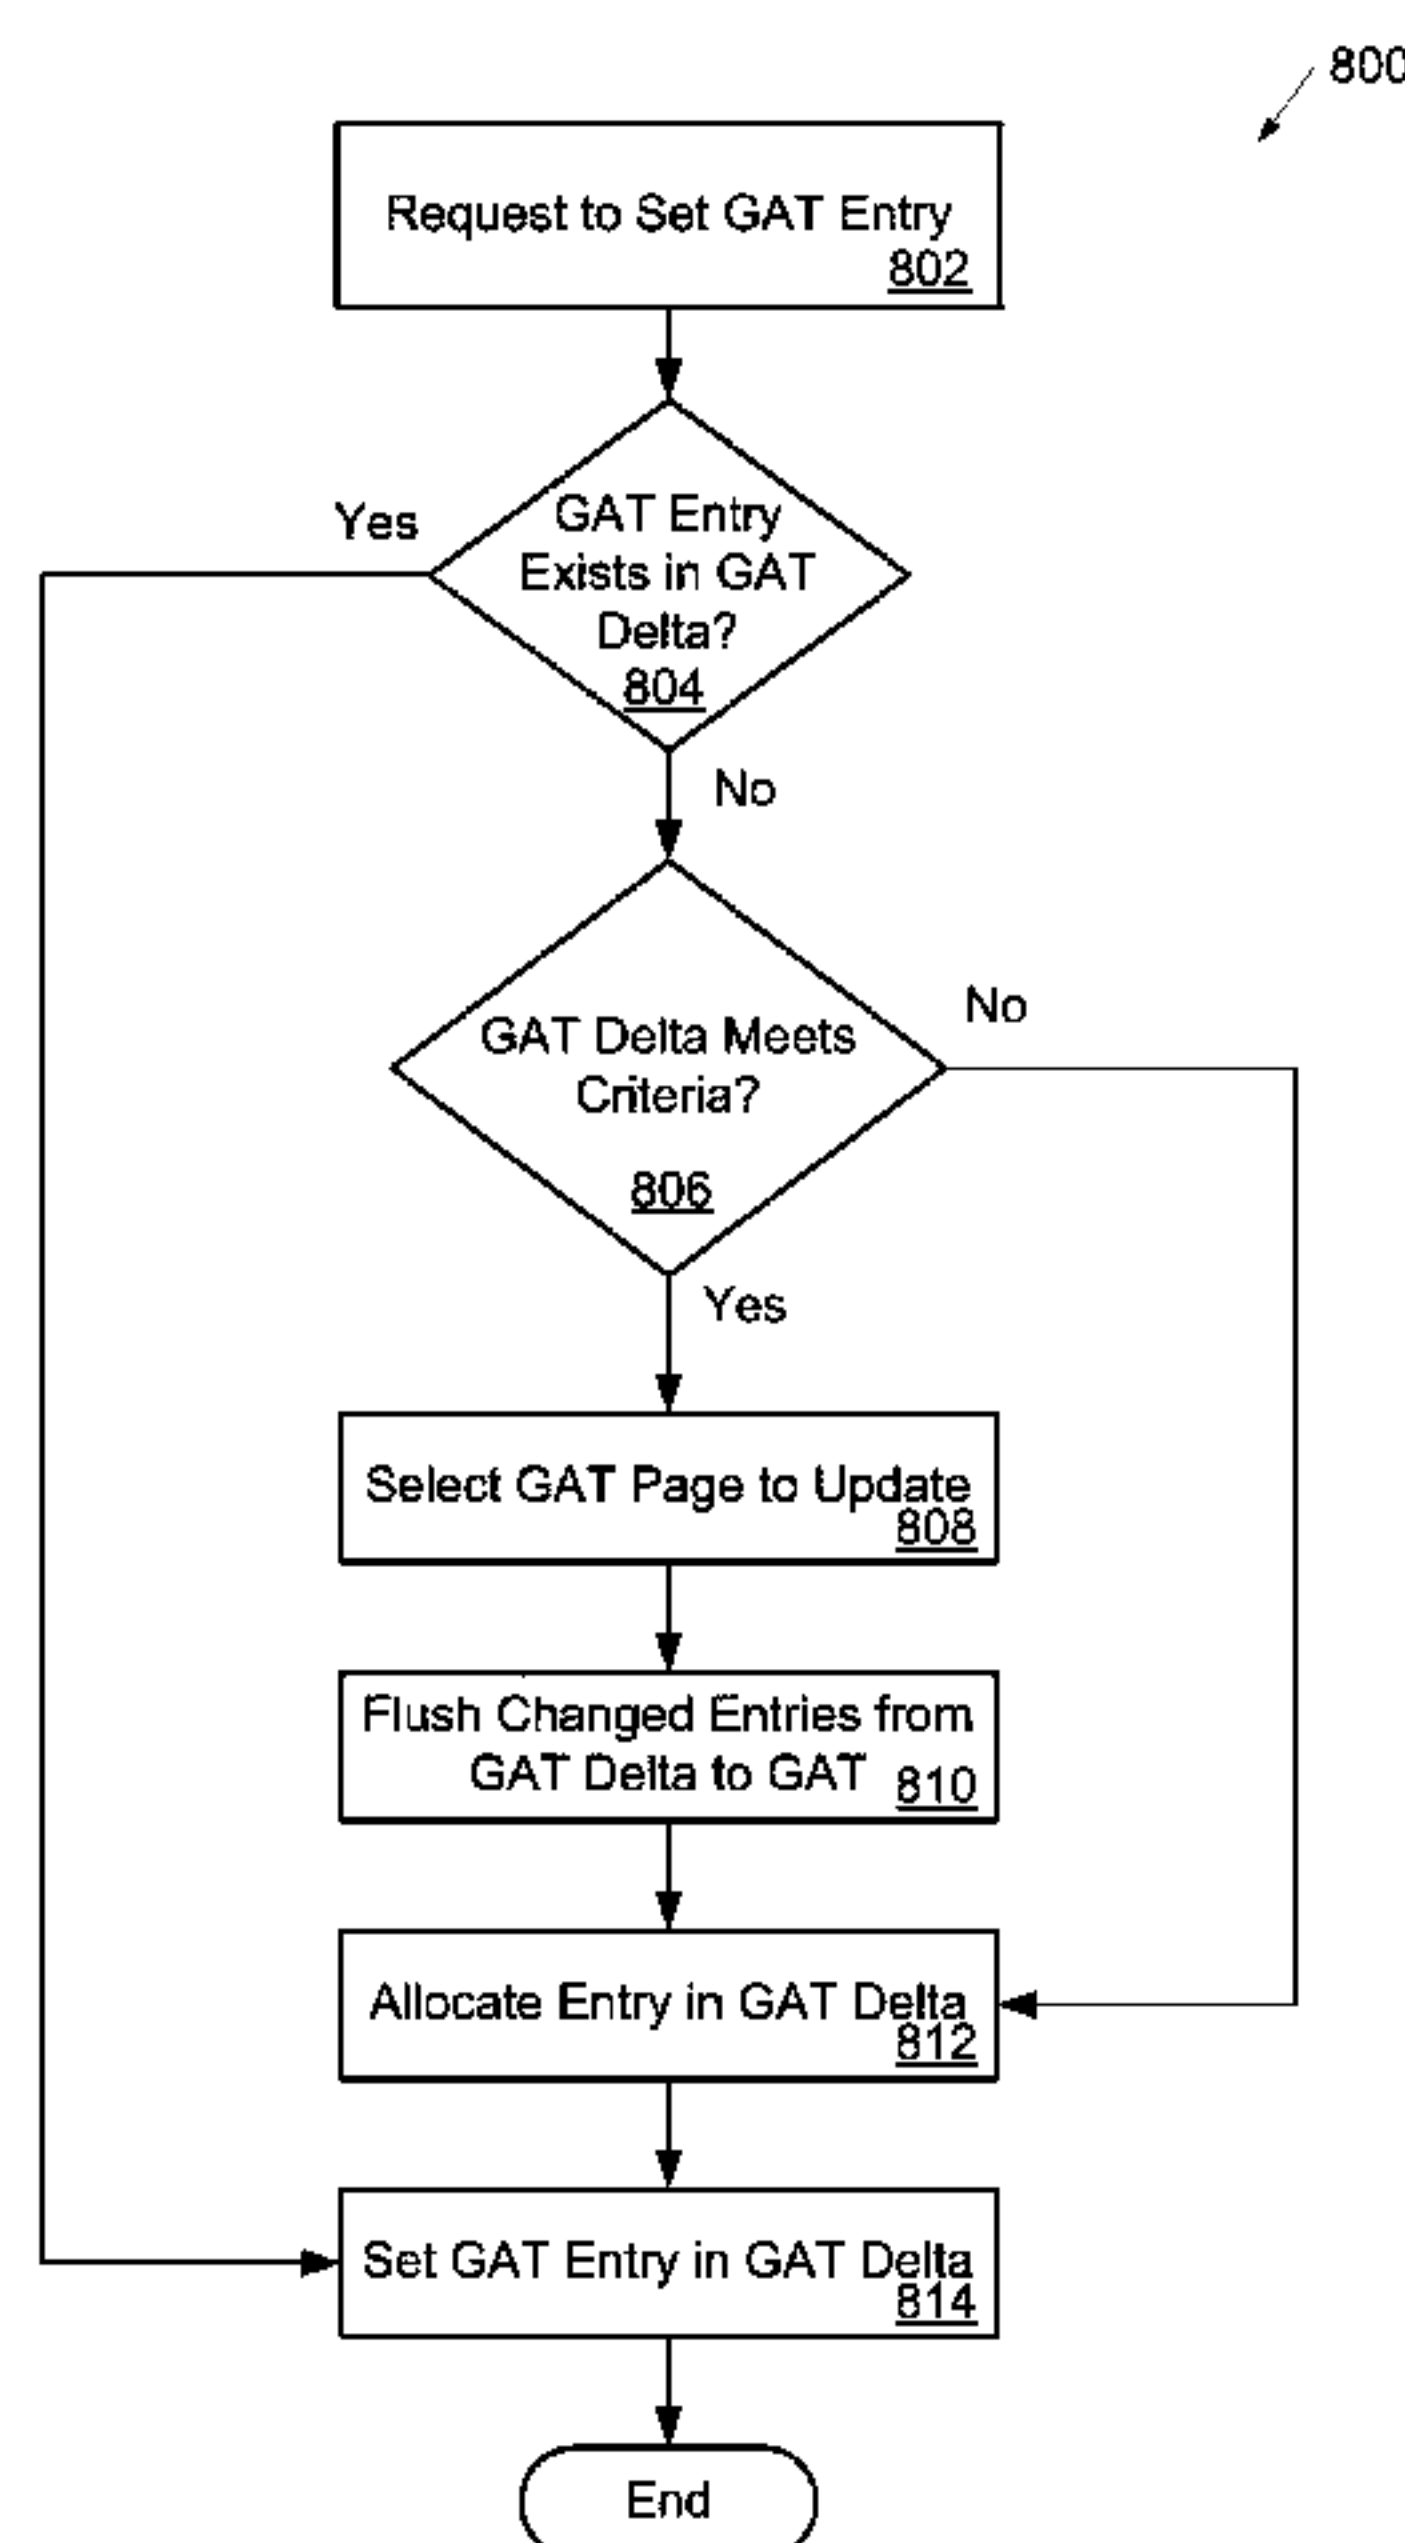 800
Request to Set GAT Entry
802
Yes
GAT Entry
Exists in GAT
Delta?
804
No
No
GAT Delta Meets
Criteria?
806
Yes
Select GAT Page to Update
808
Flush Changed Entries from
GAT Delta to GAT 810
Allocate Entry in GAT Delta
812
Set GAT Entry in GAT Delta
814
End